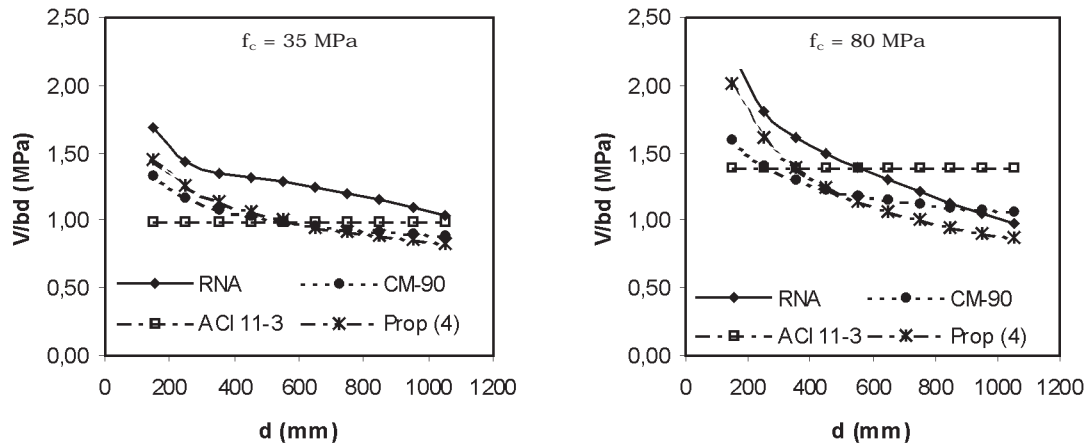 2,50
f_c = 35 MPa
2,00
1,50
1,00
0,50
0,00
V/bd (MPa)
RNA
CM-90
ACI 11-3
Prop (4)
0 200 400 600 800 1000 1200
d (mm)
2,50
f_c = 80 MPa
2,00
1,50
1,00
0,50
0,00
V/bd (MPa)
RNA
CM-90
ACI 11-3
Prop (4)
0 200 400 600 800 1000 1200
d (mm)